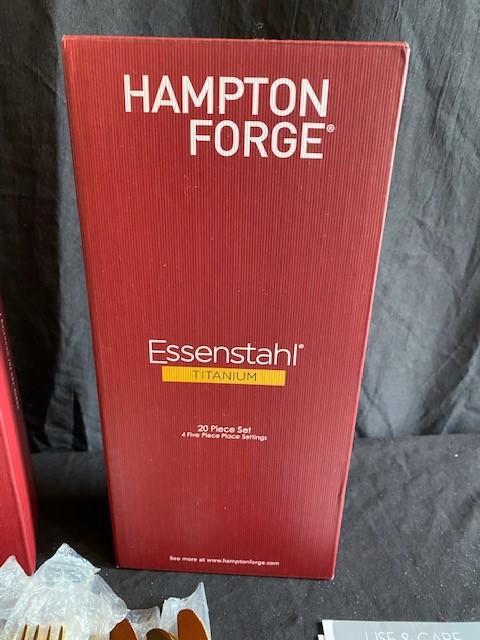 HAMPTON
FORGE®
Essenstahl®
TITANIUM
20 Piece Set
4 Five Piece Place Settings
See more at www.hamptonforge.com
USE & CARE